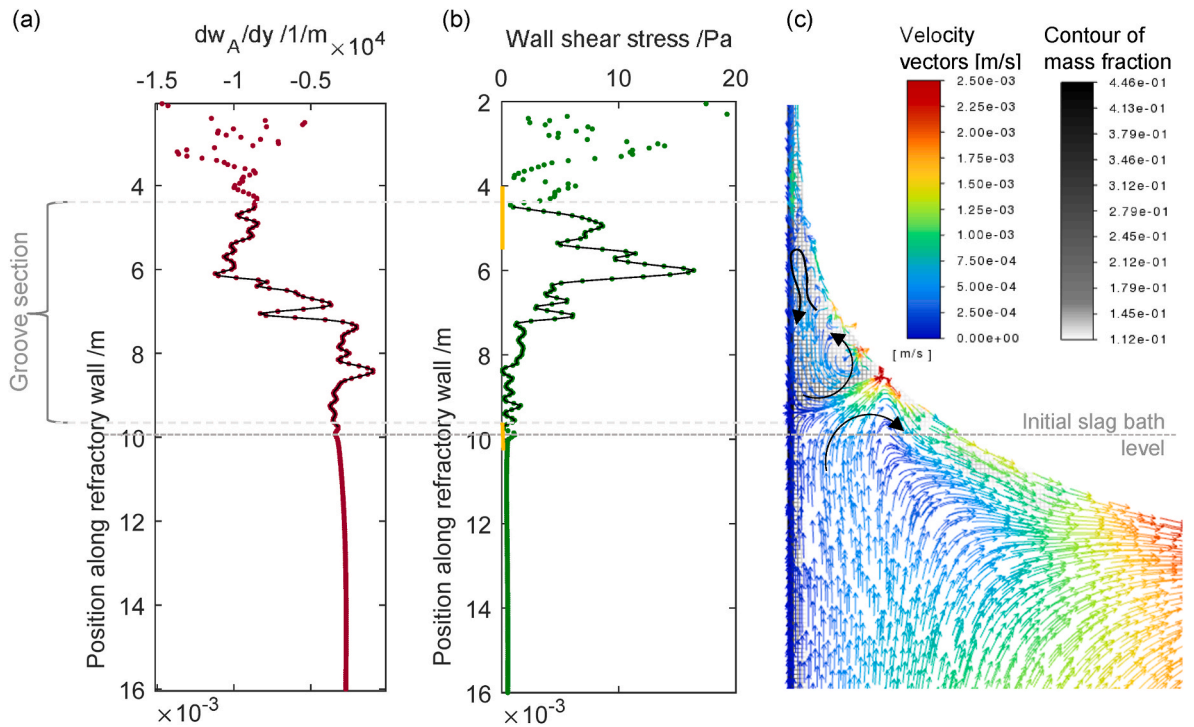 (a)
dw_A/dy /1/m ×10^4
-1.5 -1 -0.5
2
4
6
8
10
12
14
16
×10^-3
Position along refractory wall /m
Groove section
(b)
Wall shear stress /Pa
0 10 20
2
4
6
8
10
12
14
16
×10^-3
Position along refractory wall /m
(c)
Velocity
vectors [m/s]
2.50e-03
2.25e-03
2.00e-03
1.75e-03
1.50e-03
1.25e-03
1.00e-03
7.50e-04
5.00e-04
2.50e-04
0.00e+00
[ m/s ]
Contour of
mass fraction
4.46e-01
4.13e-01
3.79e-01
3.46e-01
3.12e-01
2.79e-01
2.45e-01
2.12e-01
1.79e-01
1.45e-01
1.12e-01
Initial slag bath
level